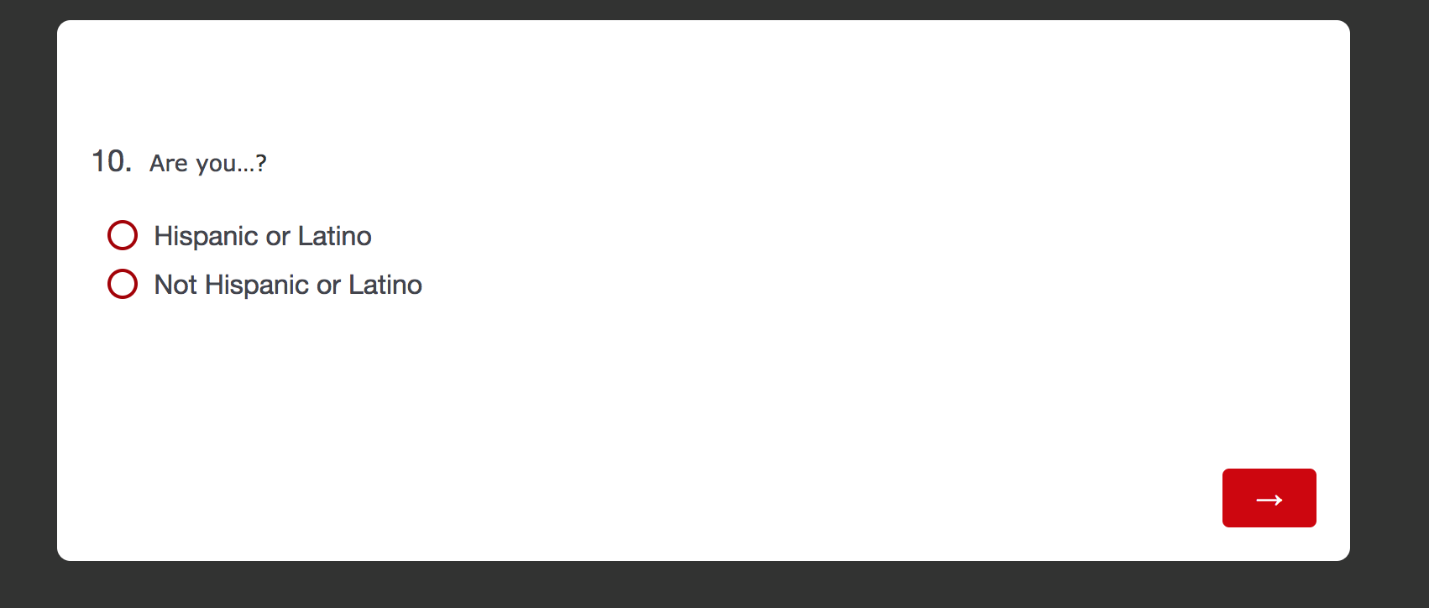 10. Are you...?
Hispanic or Latino
Not Hispanic or Latino
→